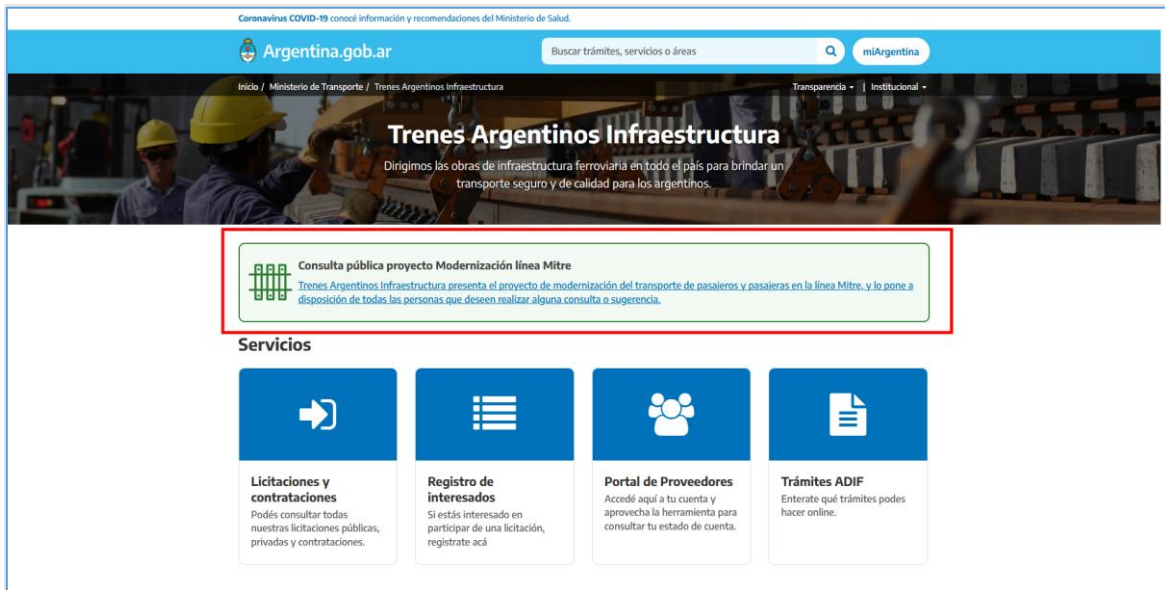 Coronavirus COVID-19 conocé información y recomendaciones del Ministerio de Salud.
Argentina.gob.ar
Buscar trámites, servicios o áreas
miArgentina
Inicio / Ministerio de Transporte / Trenes Argentinos Infraestructura
Transparencia | Institucional
Trenes Argentinos Infraestructura
Dirigimos las obras de infraestructura ferroviaria en todo el país para brindar un
transporte seguro y de calidad para los argentinos.
Consulta pública proyecto Modernización línea Mitre
Trenes Argentinos Infraestructura presenta el proyecto de modernización del transporte de pasajeros y pasajeras en la línea Mitre, y lo pone a
disposición de todas las personas que deseen realizar alguna consulta o sugerencia.
Servicios
Licitaciones y
contrataciones
Podés consultar todas
nuestras licitaciones públicas,
privadas y contrataciones.
Registro de
interesados
Si estás interesado en
participar de una licitación,
registrate acá
Portal de Proveedores
Accedé aquí a tu cuenta y
aprovecha la herramienta para
consultar tu estado de cuenta.
Trámites ADIF
Enterate qué trámites podes
hacer online.